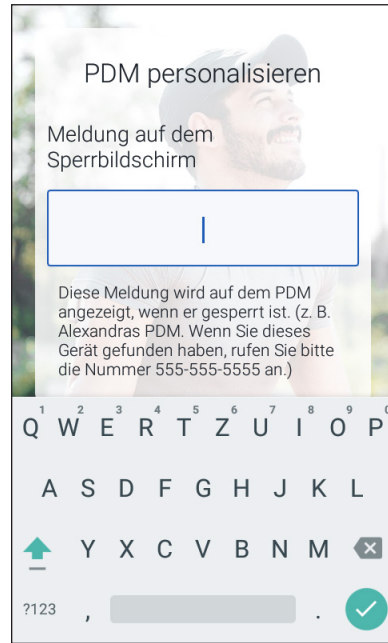 PDM personalisieren
Meldung auf dem
Sperrbildschirm
Diese Meldung wird auf dem PDM
angezeigt, wenn er gesperrt ist. (z. B.
Alexandras PDM. Wenn Sie dieses
Gerät gefunden haben, rufen Sie bitte
die Nummer 555-555-5555 an.)
1 2 3 4 5 6 7 8 9 0
Q W E R T Z U I O P
A S D F G H J K L
Y X C V B N M
?123 , .